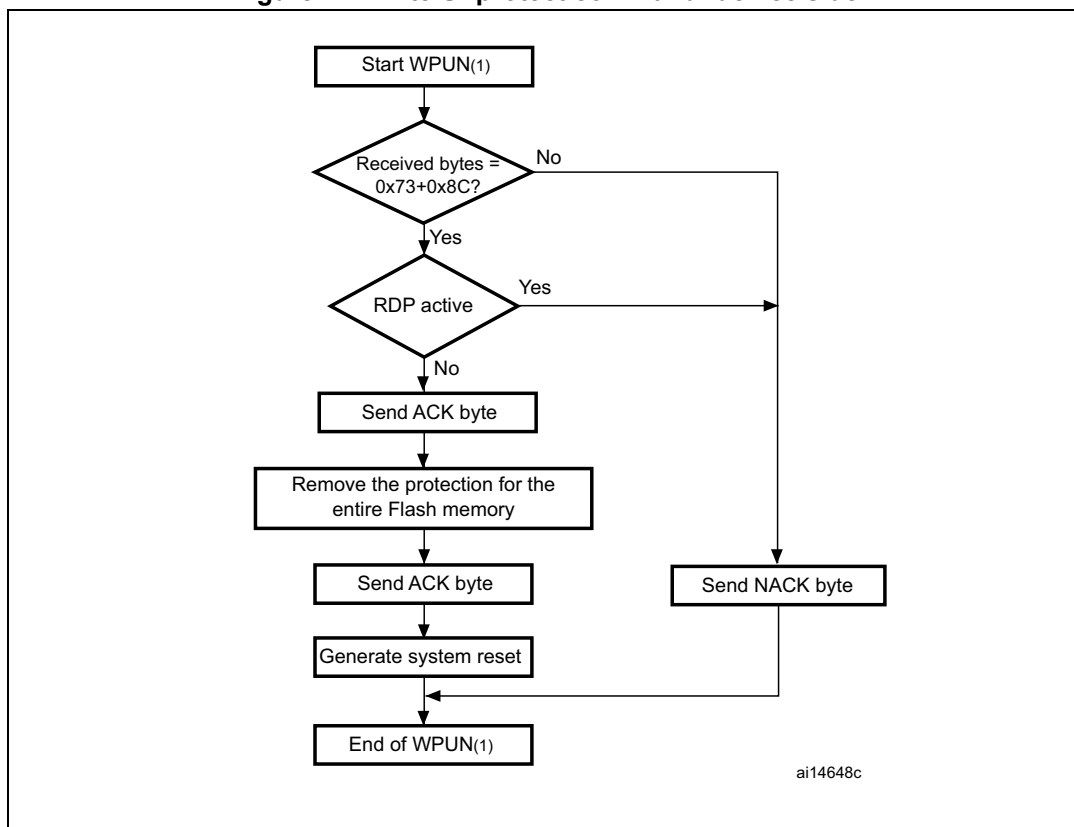 Start WPUN(1)
Received bytes =
0x73+0x8C?
No
Yes
RDP active
Yes
No
Send ACK byte
Remove the protection for the
entire Flash memory
Send ACK byte
Send NACK byte
Generate system reset
End of WPUN(1)
ai14648c